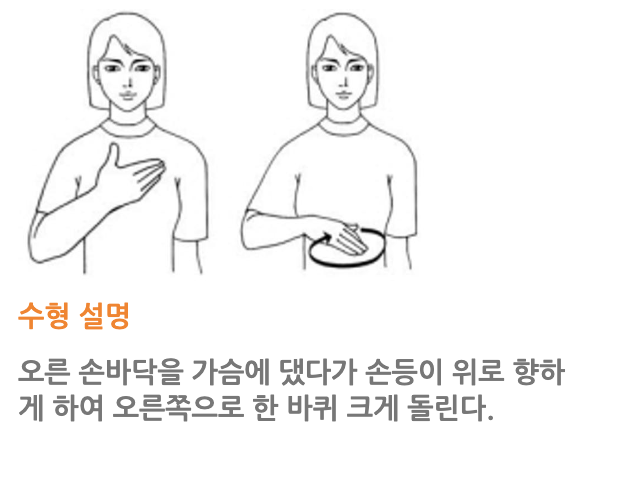 수형 설명
오른 손바닥을 가슴에 댔다가 손등이 위로 향하
게 하여 오른쪽으로 한 바퀴 크게 돌린다.